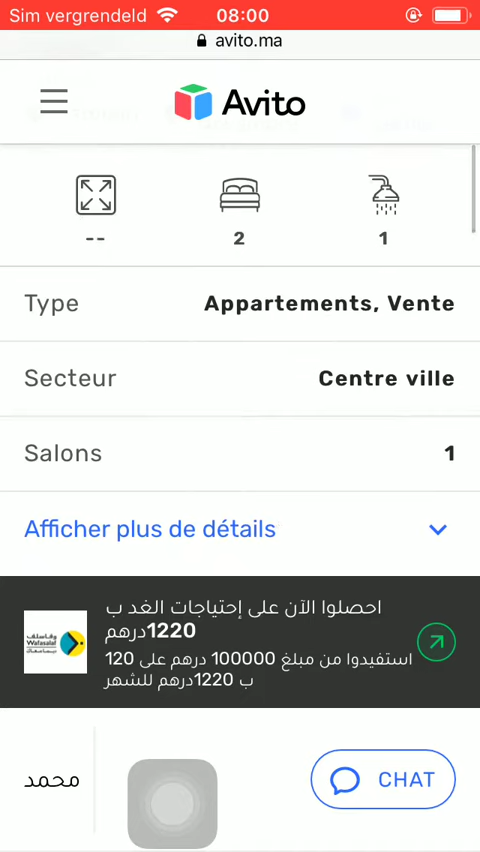 Sim vergrendeld 08:00
avito.ma
Avito
-- 2 1
Type Appartements, Vente
Secteur Centre ville
Salons 1
Afficher plus de détails
احصلوا الآن على إحتياجات الغد ب
1220درهم
استفيدوا من مبلغ 100000 درهم على 120
ب 1220درهم للشهر
وفاسلف
Wafasalaf
محمد CHAT